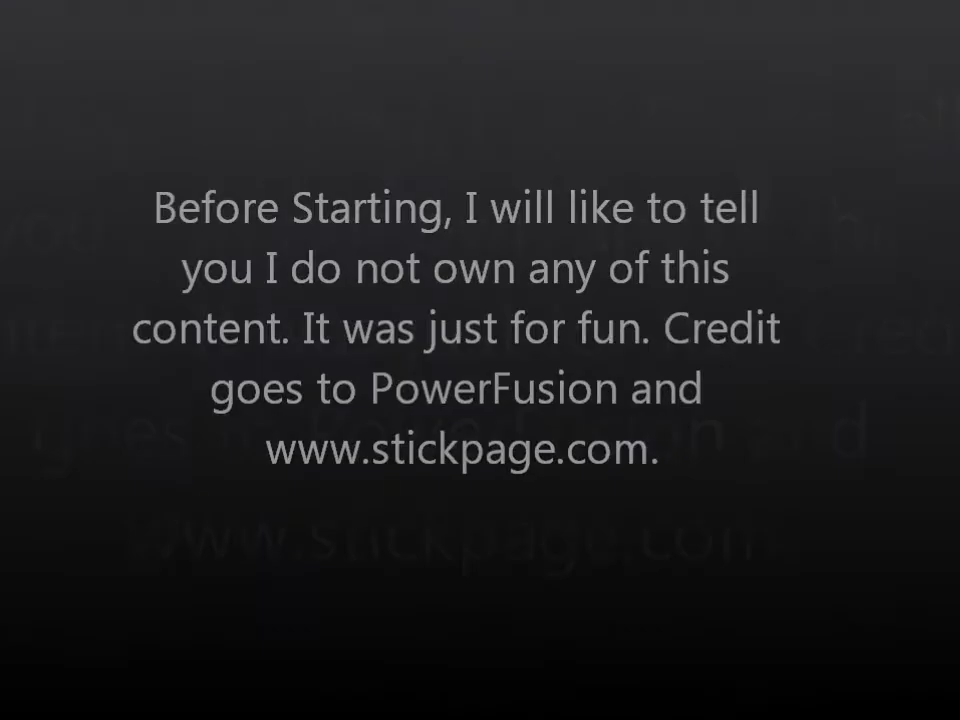 Before Starting, I will like to tell
you I do not own any of this
content. It was just for fun. Credit
goes to PowerFusion and
www.stickpage.com.